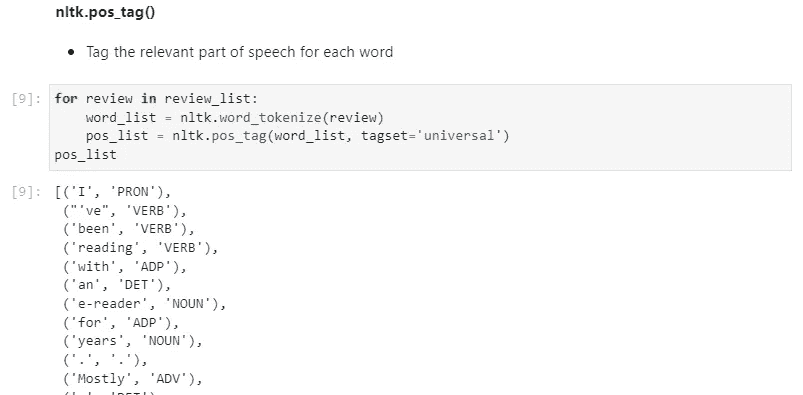 nltk.pos_tag()
• Tag the relevant part of speech for each word
[9]: for review in review_list:
word_list = nltk.word_tokenize(review)
pos_list = nltk.pos_tag(word_list, tagset='universal')
pos_list
[9]: [('I', 'PRON'),
("'ve", 'VERB'),
('been', 'VERB'),
('reading', 'VERB'),
('with', 'ADP'),
('an', 'DET'),
('e-reader', 'NOUN'),
('for', 'ADP'),
('years', 'NOUN'),
('.', '.'),
('Mostly', 'ADV'),